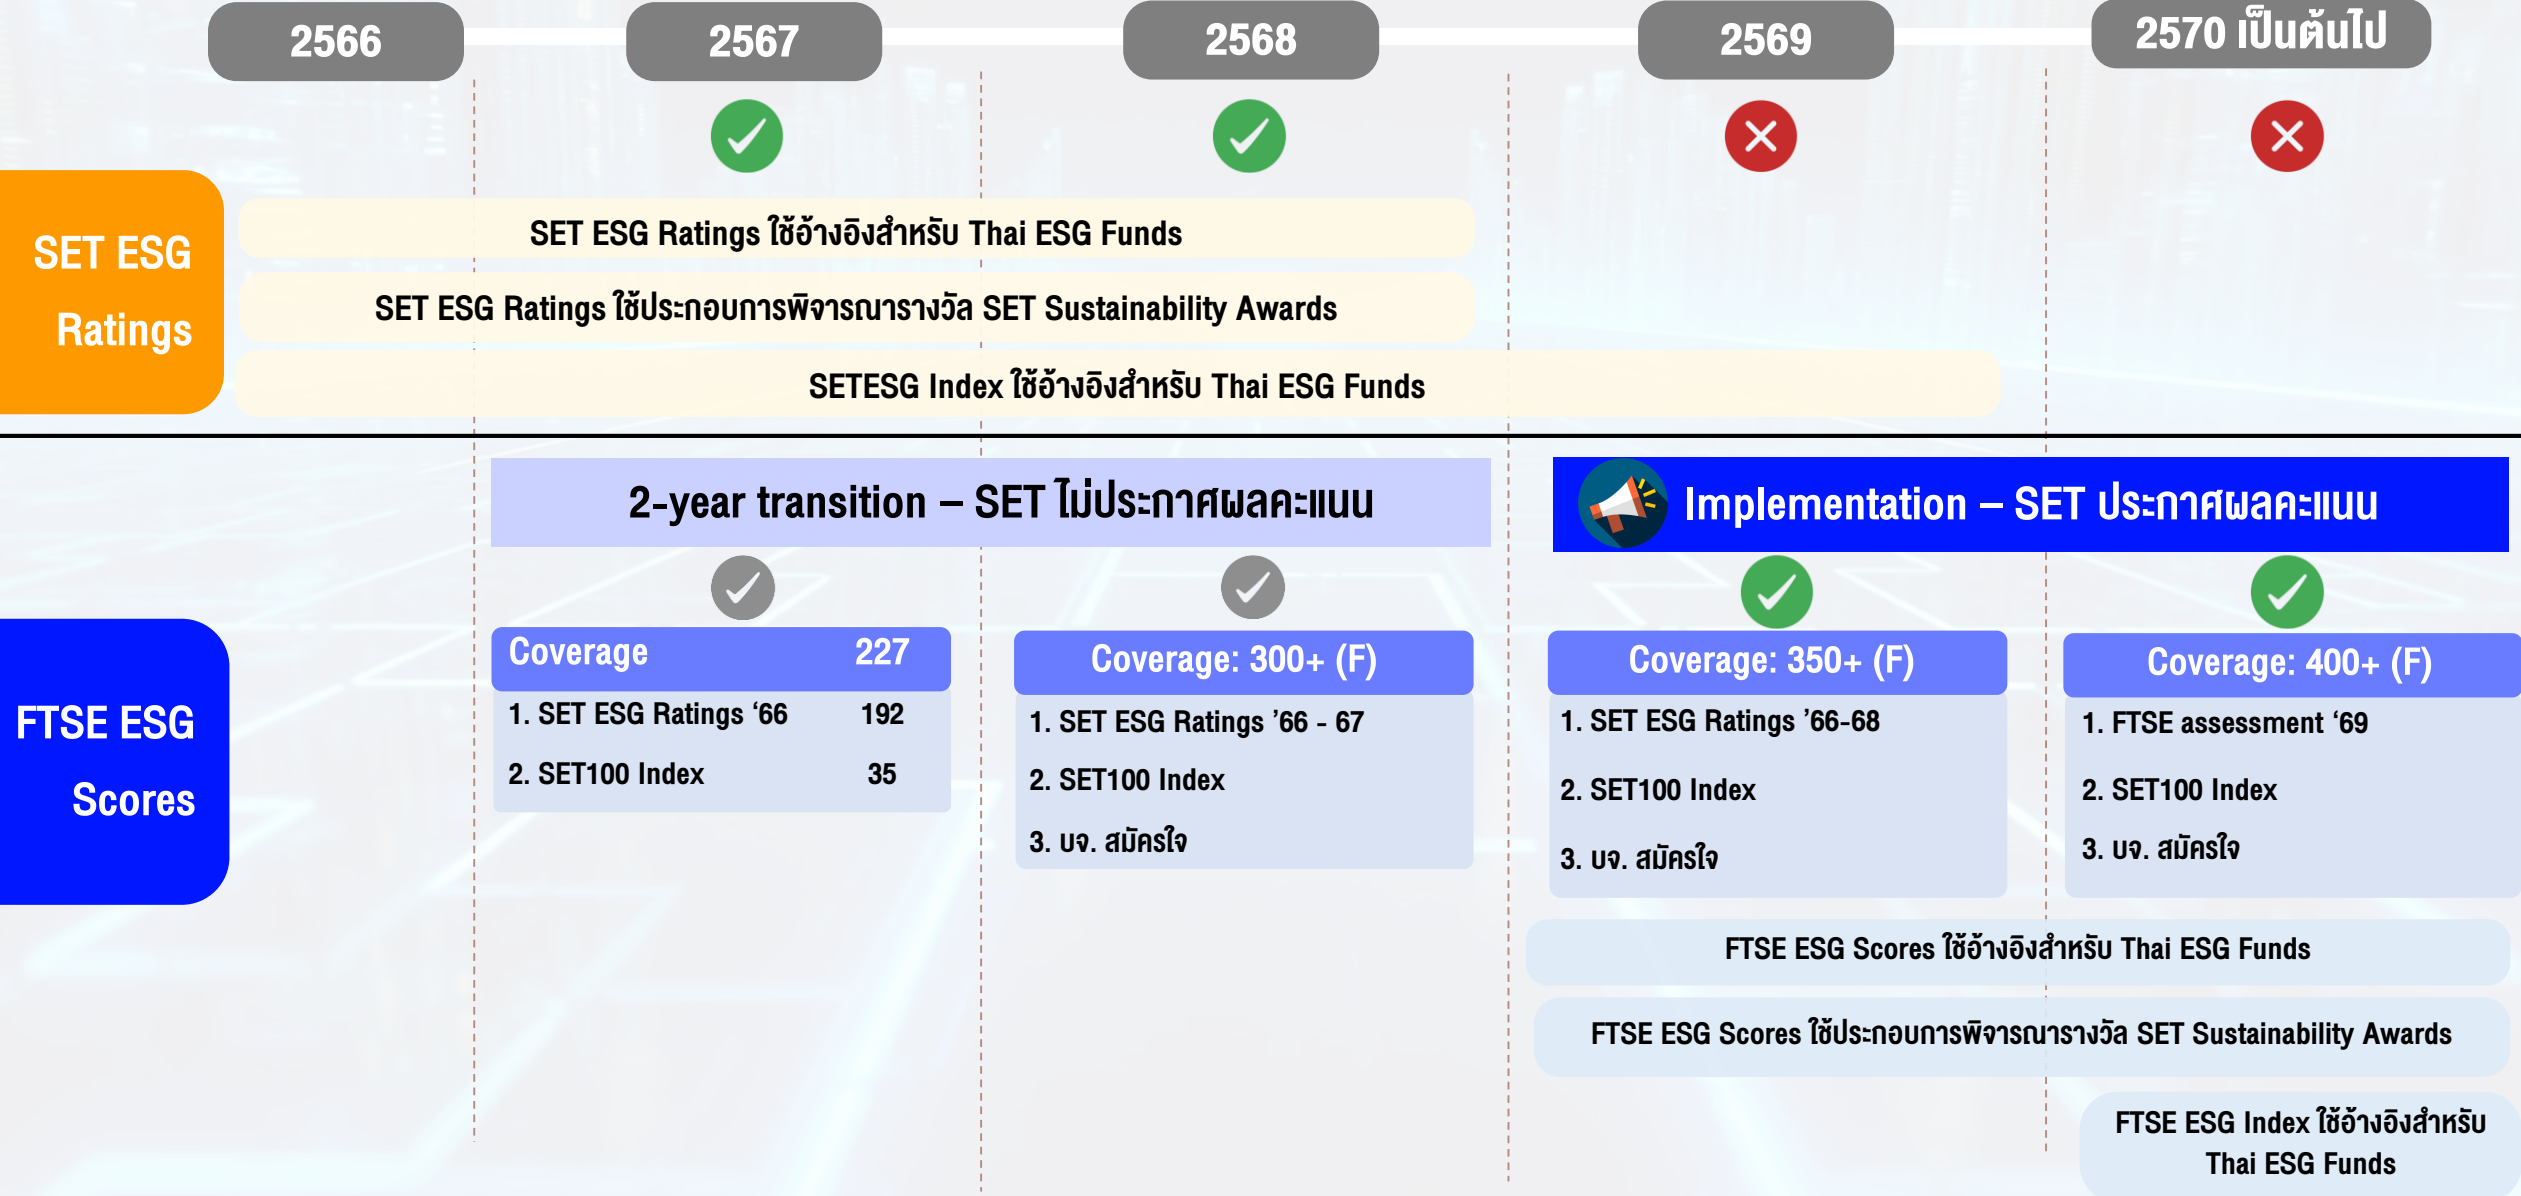 2566
2567
2568
2569
2570 เป็นต้นไป
SET ESG
Ratings
SET ESG Ratings ใช้อ้างอิงสำหรับ Thai ESG Funds
SET ESG Ratings ใช้ประกอบการพิจารณารางวัล SET Sustainability Awards
SETESG Index ใช้อ้างอิงสำหรับ Thai ESG Funds
2-year transition – SET ไม่ประกาศผลคะแนน
Implementation – SET ประกาศผลคะแนน
FTSE ESG
Scores
Coverage 227
1. SET ESG Ratings ‘66 192
2. SET100 Index 35
Coverage: 300+ (F)
1. SET ESG Ratings ’66 - 67
2. SET100 Index
3. บจ. สมัครใจ
Coverage: 350+ (F)
1. SET ESG Ratings ’66-68
2. SET100 Index
3. บจ. สมัครใจ
Coverage: 400+ (F)
1. FTSE assessment ‘69
2. SET100 Index
3. บจ. สมัครใจ
FTSE ESG Scores ใช้อ้างอิงสำหรับ Thai ESG Funds
FTSE ESG Scores ใช้ประกอบการพิจารณารางวัล SET Sustainability Awards
FTSE ESG Index ใช้อ้างอิงสำหรับ
Thai ESG Funds